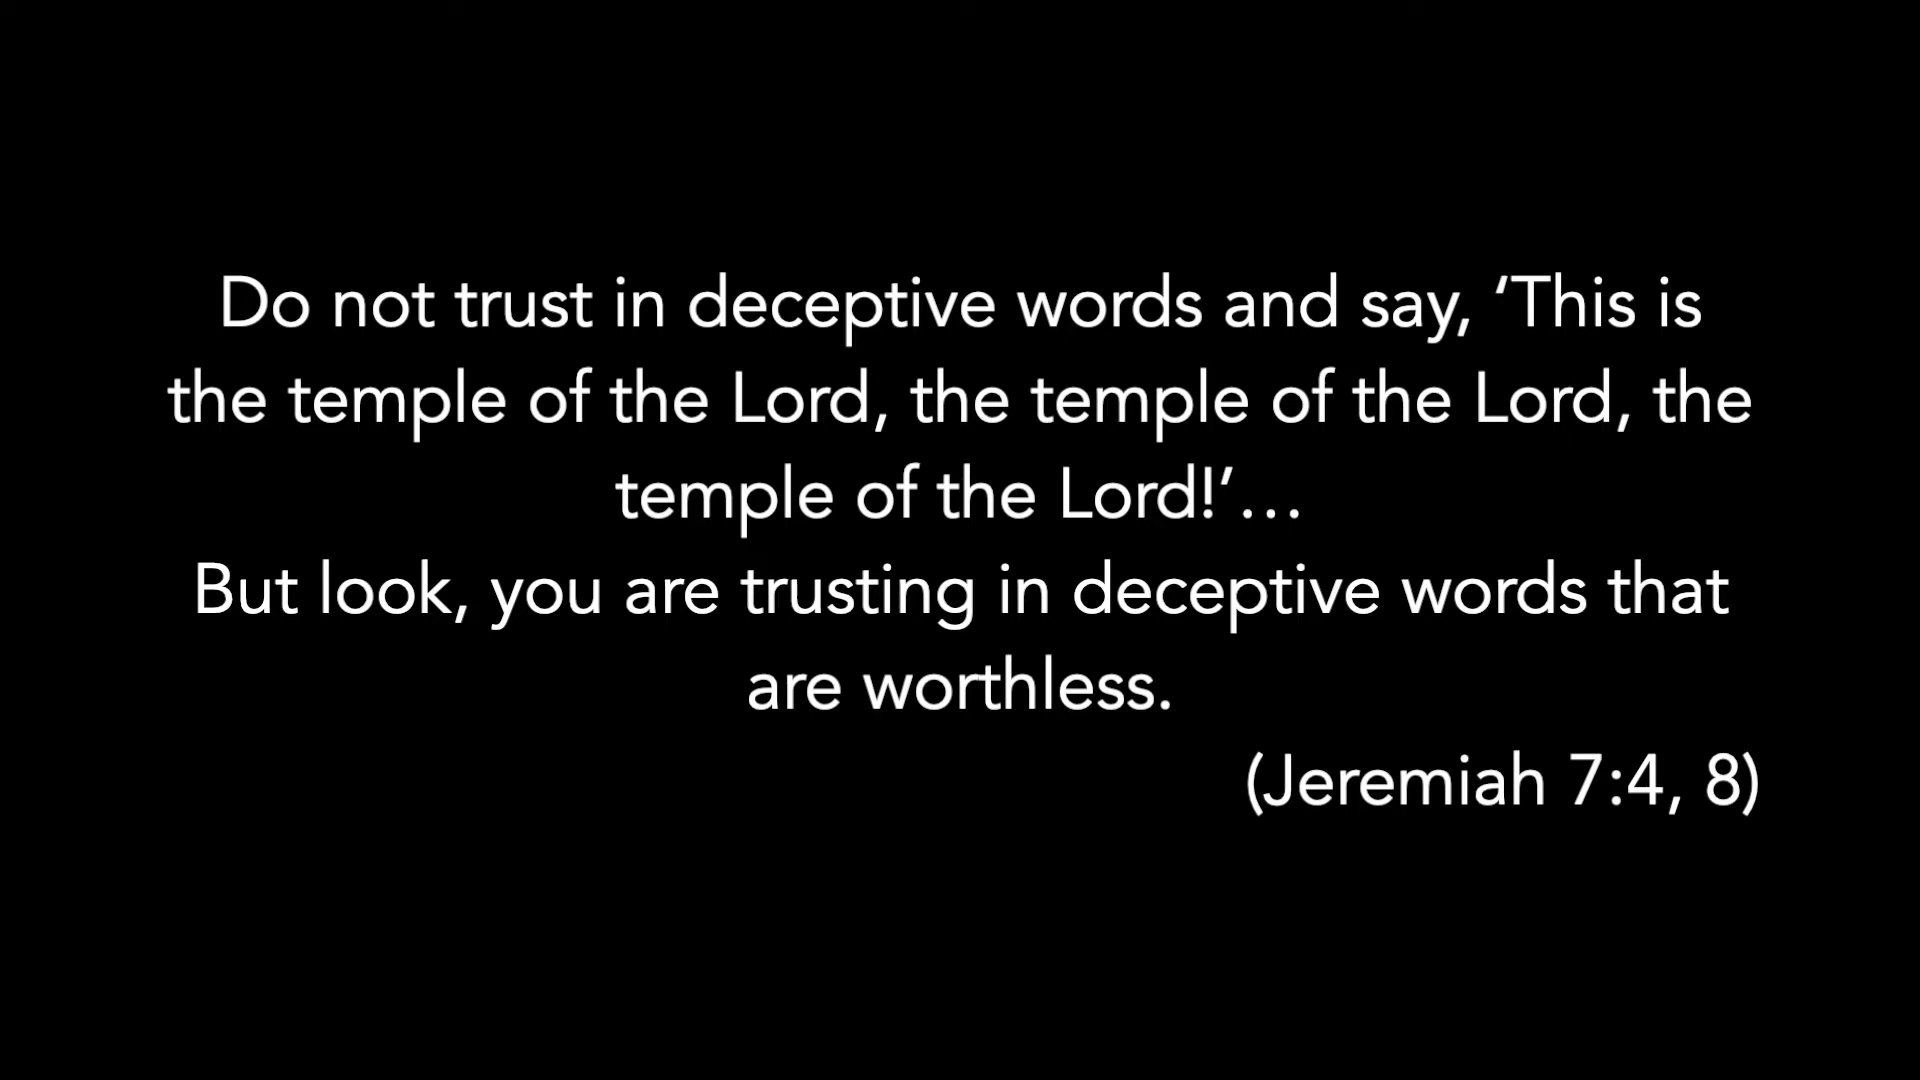 Do not trust in deceptive words and say, ‘This is
the temple of the Lord, the temple of the Lord, the
temple of the Lord!’…
But look, you are trusting in deceptive words that
are worthless.
(Jeremiah 7:4, 8)